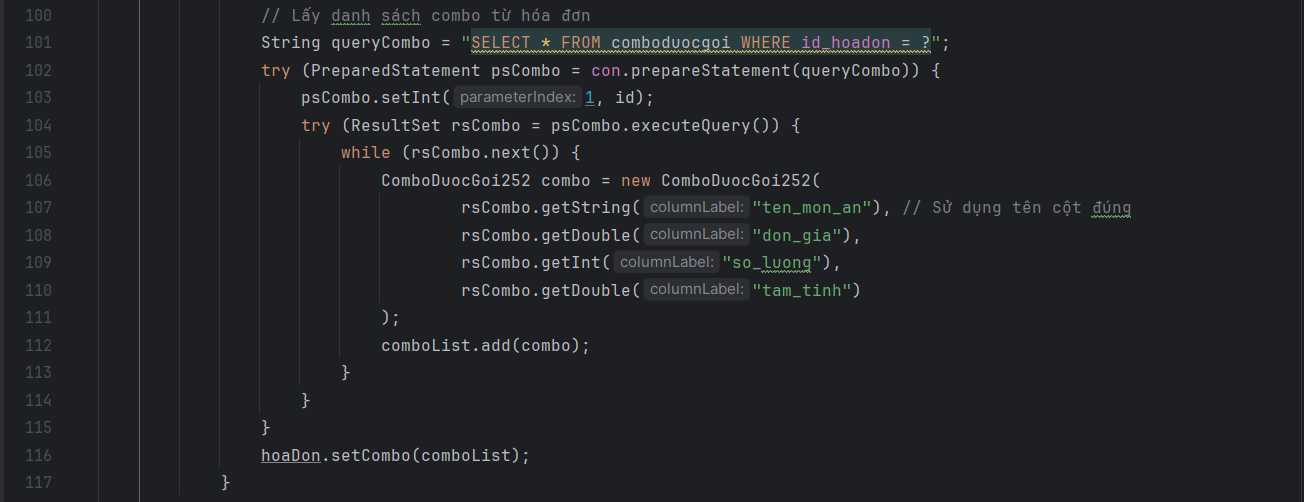 100 // Lấy danh sách combo từ hóa đơn
101 String queryCombo = "SELECT * FROM comboduocgoi WHERE id_hoadon = ?";
102 try (PreparedStatement psCombo = con.prepareStatement(queryCombo)) {
103 psCombo.setInt( parameterIndex: 1, id);
104 try (ResultSet rsCombo = psCombo.executeQuery()) {
105 while (rsCombo.next()) {
106 ComboDuocGoi252 combo = new ComboDuocGoi252(
107 rsCombo.getString( columnLabel: "ten_mon_an"), // Sử dụng tên cột đúng
108 rsCombo.getDouble( columnLabel: "don_gia"),
109 rsCombo.getInt( columnLabel: "so_luong"),
110 rsCombo.getDouble( columnLabel: "tam_tinh")
111 );
112 comboList.add(combo);
113 }
114 }
115 }
116 hoaDon.setCombo(comboList);
117 }